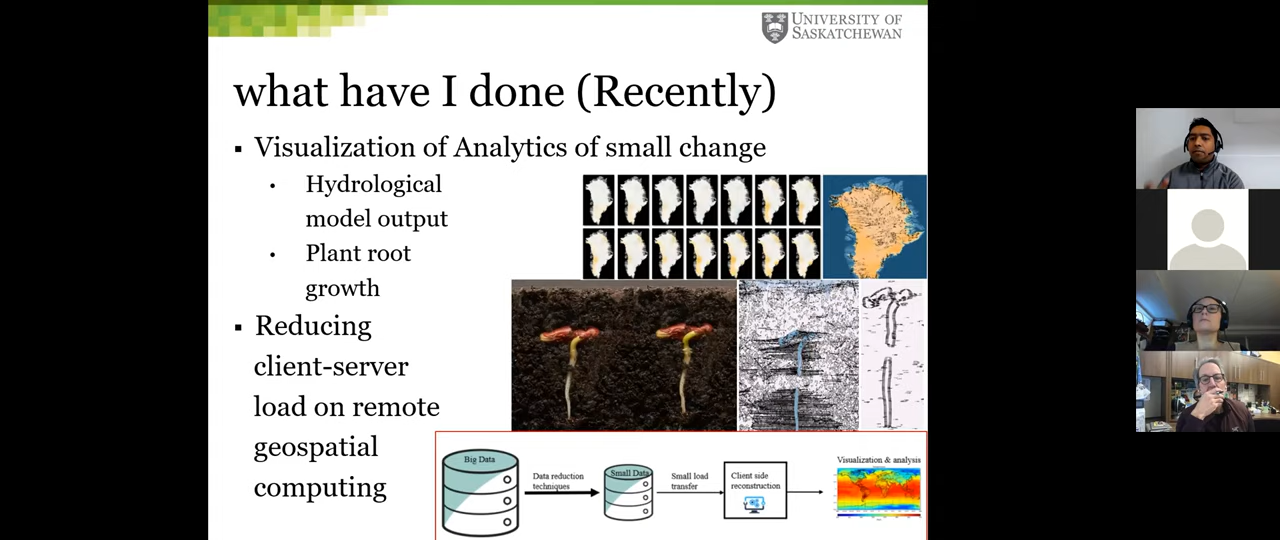 UNIVERSITY OF
SASKATCHEWAN
what have I done (Recently)
▪ Visualization of Analytics of small change
• Hydrological
model output
• Plant root
growth
▪ Reducing
client-server
load on remote
geospatial
computing
Big Data
Data reduction
techniques
Small Data
Small load
transfer
Client side
reconstruction
Visualization & analysis